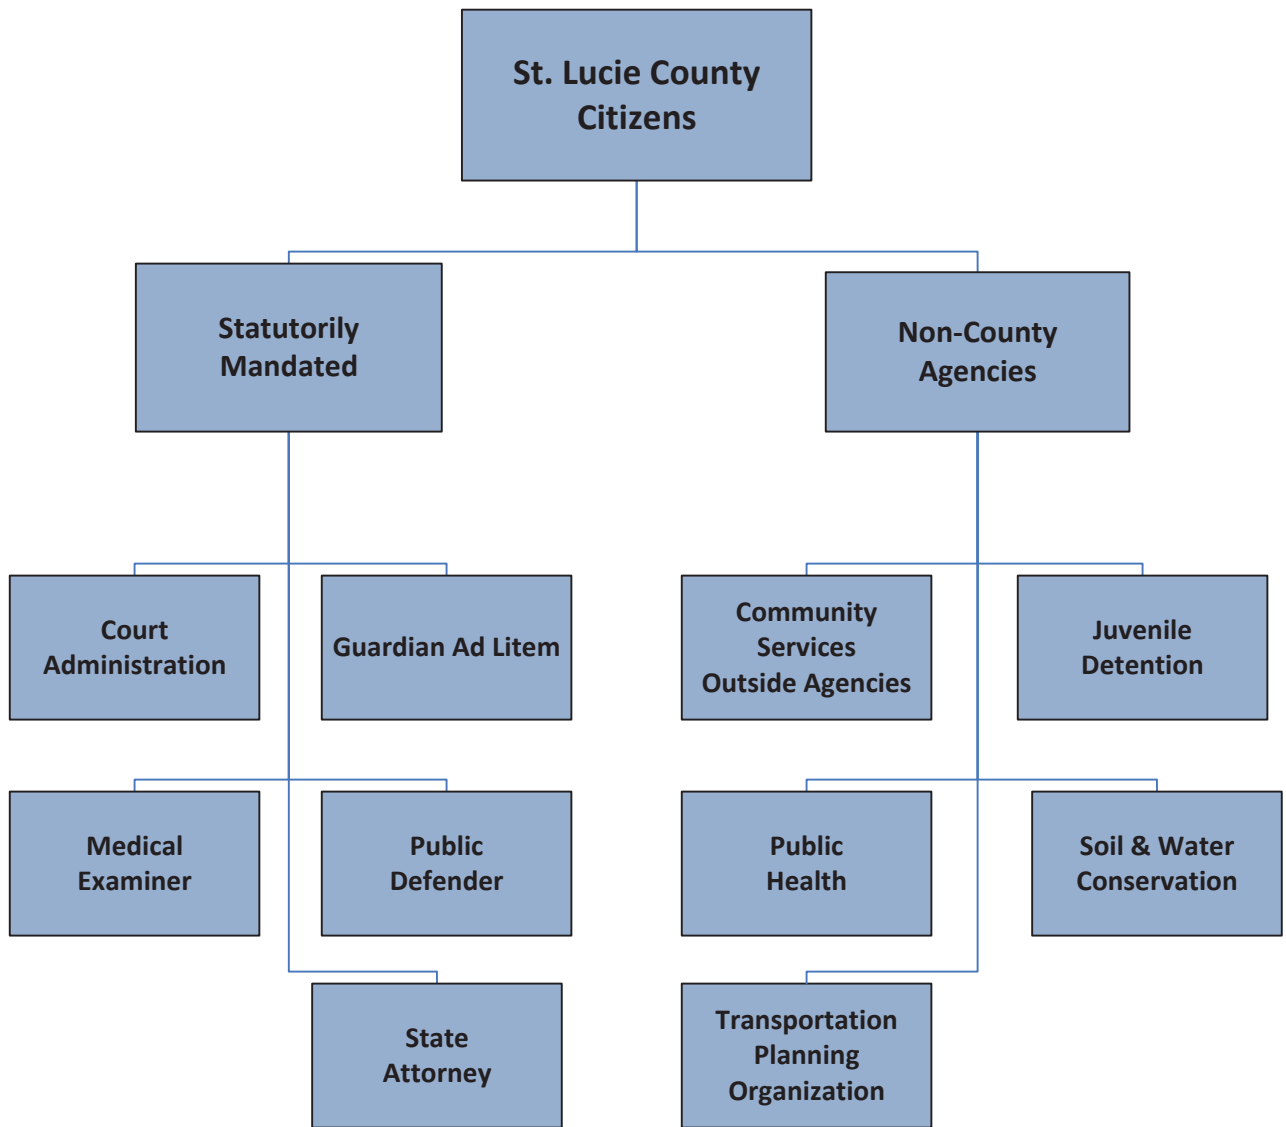 St. Lucie County
Citizens
Statutorily
Mandated
Non-County
Agencies
Court
Administration
Guardian Ad Litem
Community
Services
Outside Agencies
Juvenile
Detention
Medical
Examiner
Public
Defender
Public
Health
Soil & Water
Conservation
State
Attorney
Transportation
Planning
Organization